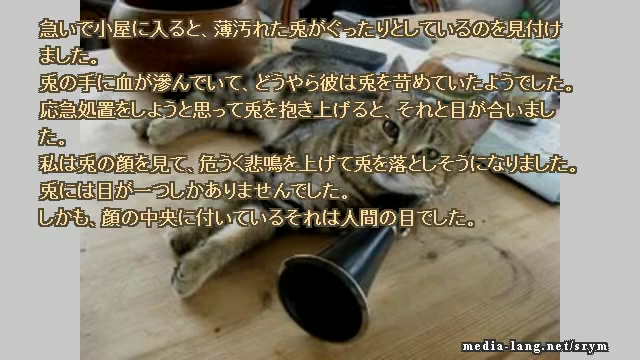 急いで小屋に入ると、薄汚れた兎がぐったりとしているのを見付け
ました。
兎の手に血が滲んでいて、どうやら彼は兎を苛めていたようでした。
応急処置をしようと思って兎を抱き上げると、それと目が合いまし
た。
私は兎の顔を見て、危うく悲鳴を上げて兎を落としそうになりました。
兎には目が一つしかありませんでした。
しかも、顔の中央に付いているそれは人間の目でした。
media-lang.net/srym